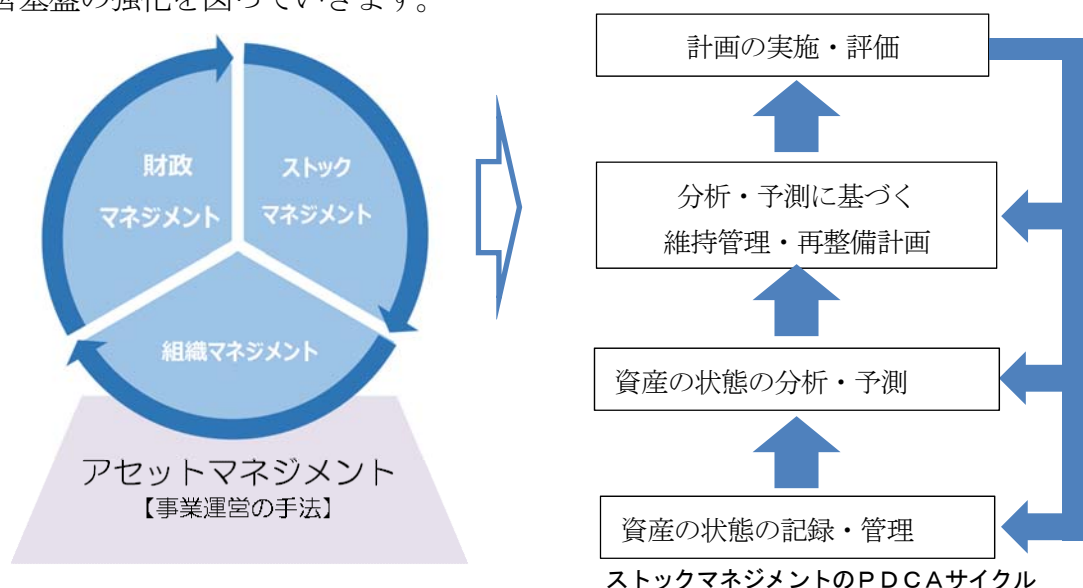 営基盤の強化を図っていきます。
財政
マネジメント
ストック
マネジメント
組織マネジメント
アセットマネジメント
【事業運営の手法】
計画の実施・評価
分析・予測に基づく
維持管理・再整備計画
資産の状態の分析・予測
資産の状態の記録・管理
ストックマネジメントのＰＤＣＡサイクル